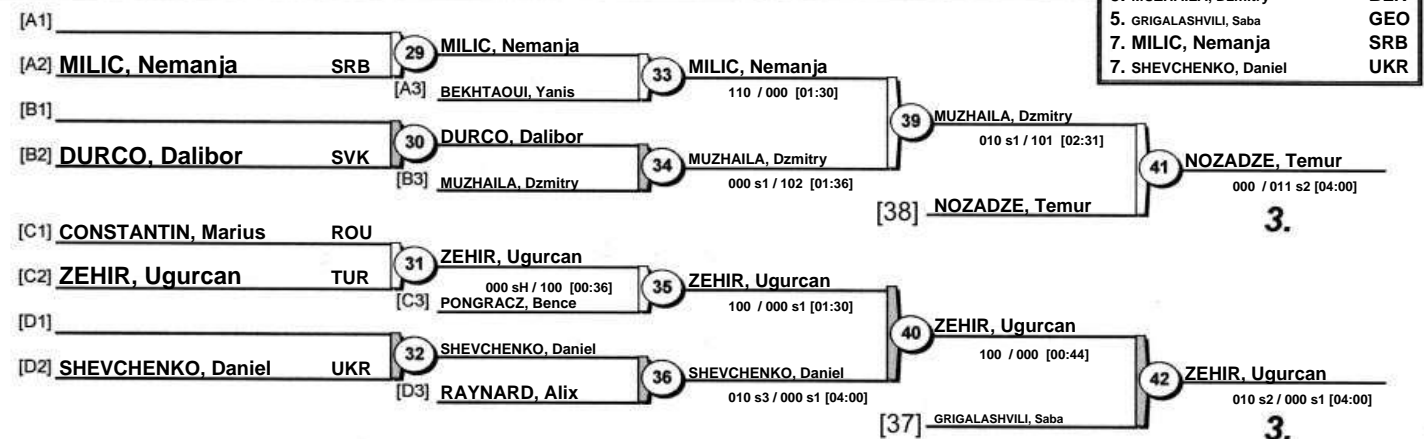 5. GRIGALASHVILI, Saba GEO
7. MILIC, Nemanja SRB
7. SHEVCHENKO, Daniel UKR
[A1]
[A2] MILIC, Nemanja SRB
29
MILIC, Nemanja
[A3] BEKHTAOUI, Yanis
33
MILIC, Nemanja
110 / 000 [01:30]
[B1]
[B2] DURCO, Dalibor SVK
30
DURCO, Dalibor
[B3] MUZHAILA, Dzmitry
34
MUZHAILA, Dzmitry
000 s1 / 102 [01:36]
39
MUZHAILA, Dzmitry
010 s1 / 101 [02:31]
[38] NOZADZE, Temur
41
NOZADZE, Temur
000 / 011 s2 [04:00]
3.
[C1] CONSTANTIN, Marius ROU
[C2] ZEHIR, Ugurcan TUR
31
ZEHIR, Ugurcan
000 sH / 100 [00:36]
[C3] PONGRACZ, Bence
35
ZEHIR, Ugurcan
100 / 000 s1 [01:30]
[D1]
[D2] SHEVCHENKO, Daniel UKR
32
SHEVCHENKO, Daniel
[D3] RAYNARD, Alix
36
SHEVCHENKO, Daniel
010 s3 / 000 s1 [04:00]
40
ZEHIR, Ugurcan
100 / 000 [00:44]
[37] GRIGALASHVILI, Saba
42
ZEHIR, Ugurcan
010 s2 / 000 s1 [04:00]
3.